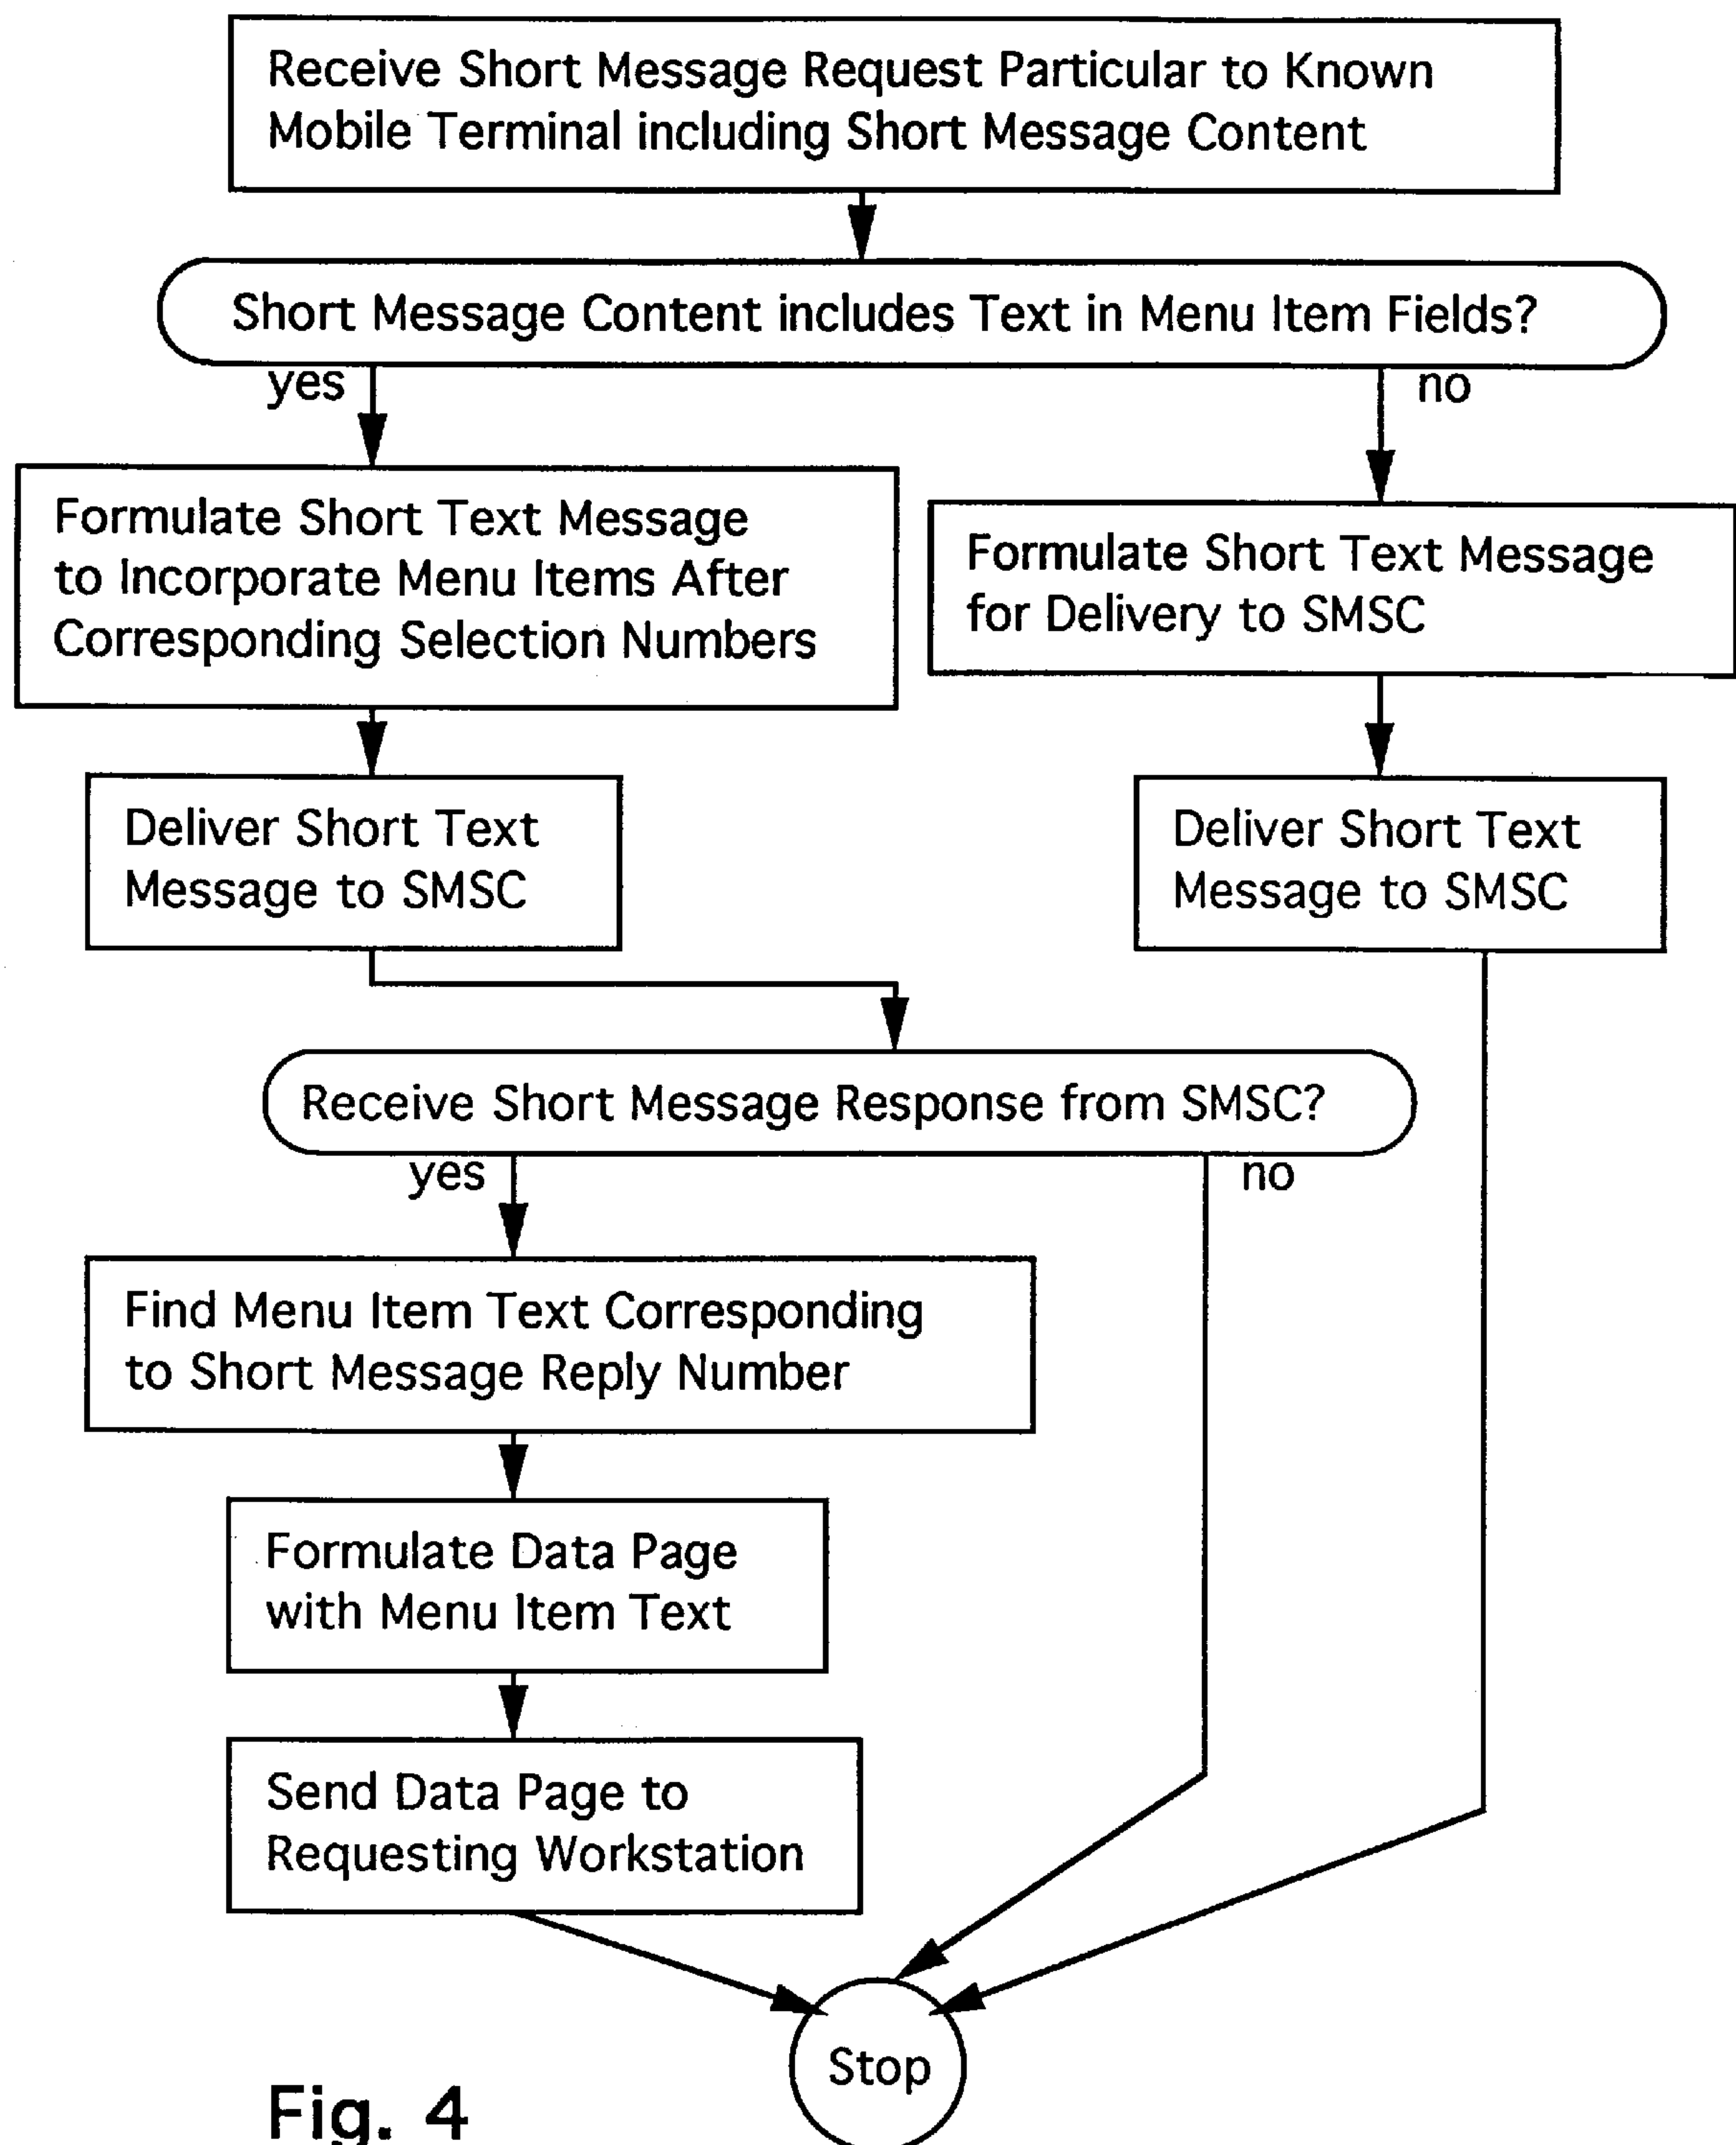 Receive Short Message Request Particular to Known
Mobile Terminal including Short Message Content
Short Message Content includes Text in Menu Item Fields?
yes
no
Formulate Short Text Message
to Incorporate Menu Items After
Corresponding Selection Numbers
Formulate Short Text Message
for Delivery to SMSC
Deliver Short Text
Message to SMSC
Deliver Short Text
Message to SMSC
Receive Short Message Response from SMSC?
yes
no
Find Menu Item Text Corresponding
to Short Message Reply Number
Formulate Data Page
with Menu Item Text
Send Data Page to
Requesting Workstation
Stop
Fig. 4